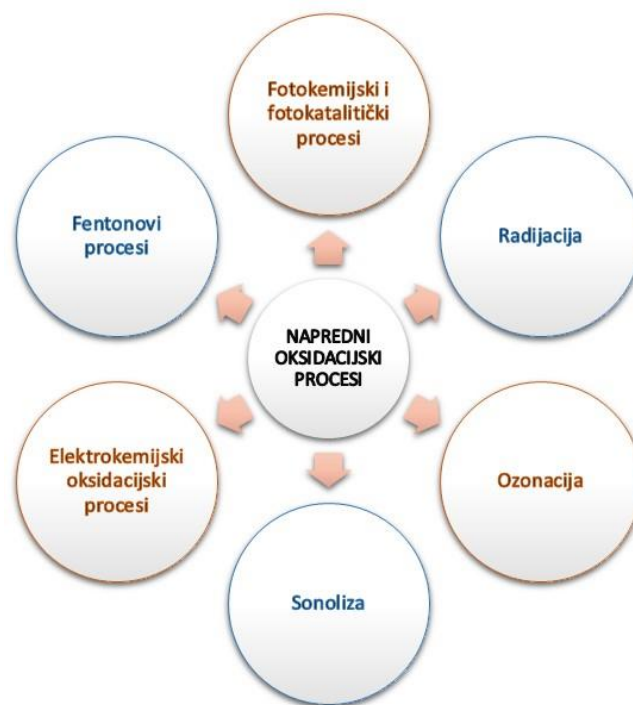 Fotokemijski i
fotokatalitički
procesi
Fentonovi
procesi
Radijacija
NAPREDNI
OKSIDACIJSKI
PROCESI
Elektrokemijski
oksidacijski
procesi
Ozonacija
Sonoliza